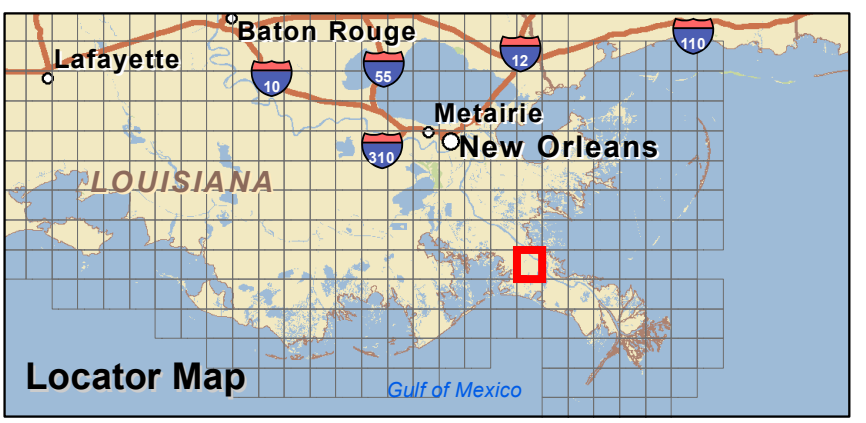 Baton Rouge
Lafayette
110
12
55
10
Metairie
New Orleans
310
LOUISIANA
Locator Map
Gulf of Mexico